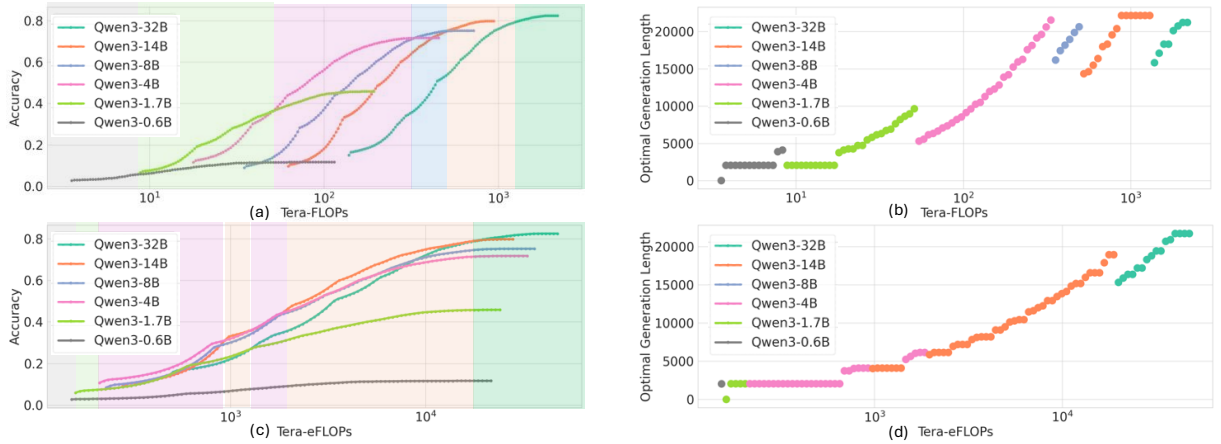 Accuracy
0.8
0.6
0.4
0.2
0.0
Qwen3-32B
Qwen3-14B
Qwen3-8B
Qwen3-4B
Qwen3-1.7B
Qwen3-0.6B
10¹
10²
10³
(a)
Tera-FLOPs
Optimal Generation Length
20000
15000
10000
5000
0
Qwen3-32B
Qwen3-14B
Qwen3-8B
Qwen3-4B
Qwen3-1.7B
Qwen3-0.6B
10¹
10²
10³
(b)
Tera-FLOPs
Accuracy
0.8
0.6
0.4
0.2
0.0
Qwen3-32B
Qwen3-14B
Qwen3-8B
Qwen3-4B
Qwen3-1.7B
Qwen3-0.6B
10³
10⁴
(c)
Tera-eFLOPs
Optimal Generation Length
20000
15000
10000
5000
0
Qwen3-32B
Qwen3-14B
Qwen3-8B
Qwen3-4B
Qwen3-1.7B
Qwen3-0.6B
10³
10⁴
(d)
Tera-eFLOPs